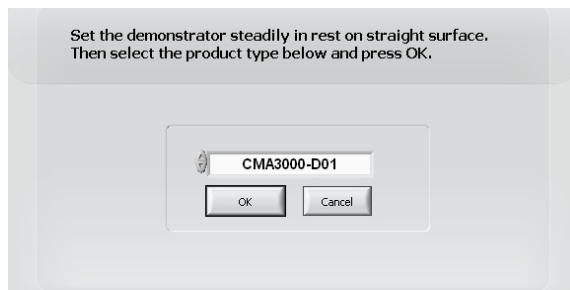 Set the demonstrator steadily in rest on straight surface.
Then select the product type below and press OK.
CMA3000-D01
OK
Cancel